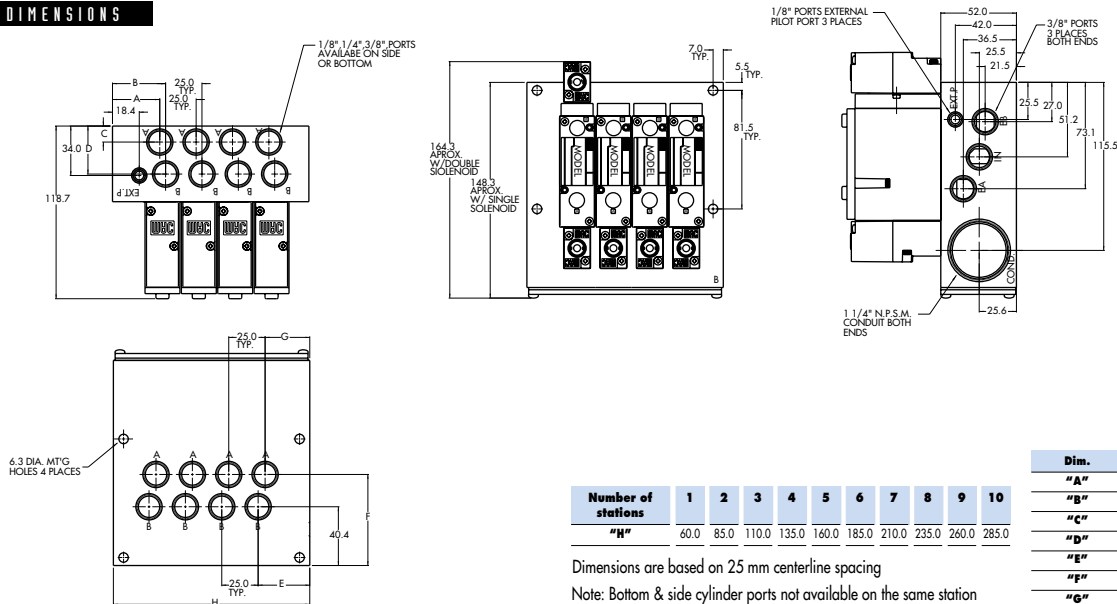 DIMENSIONS
1/8",1/4",3/8",PORTS
AVAILABE ON SIDE
OR BOTTOM
B
25.0
TYP.
A
25.0
TYP.
18.4
C
D
34.0
118.7
A
A
A
A
EXT.P
B
B
B
B
MAC
MAC
MAC
MAC
7.0
TYP.
5.5
TYP.
81.5
TYP.
164.3
APROX.
W/DOUBLE
SIOLENOID
148.3
APROX.
W/ SINGLE
SOLENOID
MODEL
MODEL
MODEL
MODEL
B
1/8" PORTS EXTERNAL
PILOT PORT 3 PLACES
52.0
42.0
36.5
25.5
21.5
3/8" PORTS
3 PLACES
BOTH ENDS
EXT.P.
EB
IN
EA
COND.
25.5
27.0
51.2
73.1
115.5
1 1/4" N.P.S.M.
CONDUIT BOTH
ENDS
25.6
25.0
TYP.
G
6.3 DIA. MT'G
HOLES 4 PLACES
A
A
A
A
B
B
B
B
F
40.4
25.0
TYP.
E
H
Number of stations 1 2 3 4 5 6 7 8 9 10
"H" 60.0 85.0 110.0 135.0 160.0 185.0 210.0 235.0 260.0 285.0
Dimensions are based on 25 mm centerline spacing
Note: Bottom & side cylinder ports not available on the same station
Dim.
"A"
"B"
"C"
"D"
"E"
"F"
"G"